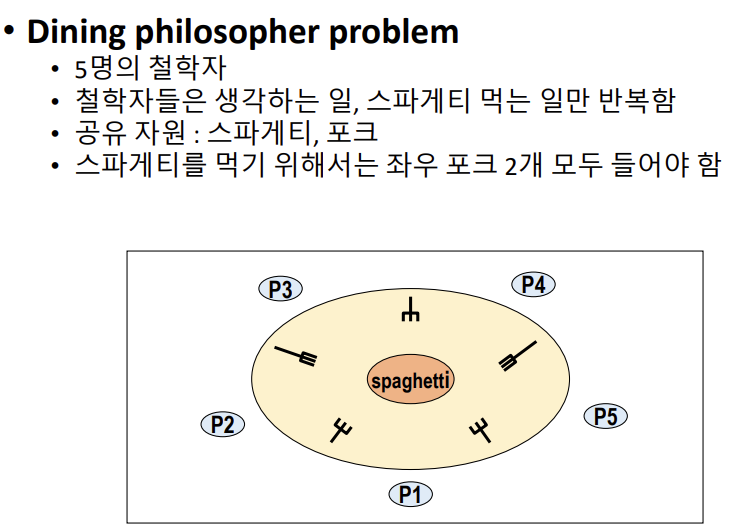 • Dining philosopher problem
• 5명의 철학자
• 철학자들은 생각하는 일, 스파게티 먹는 일만 반복함
• 공유 자원 : 스파게티, 포크
• 스파게티를 먹기 위해서는 좌우 포크 2개 모두 들어야 함
P3
P4
spaghetti
P2
P5
P1